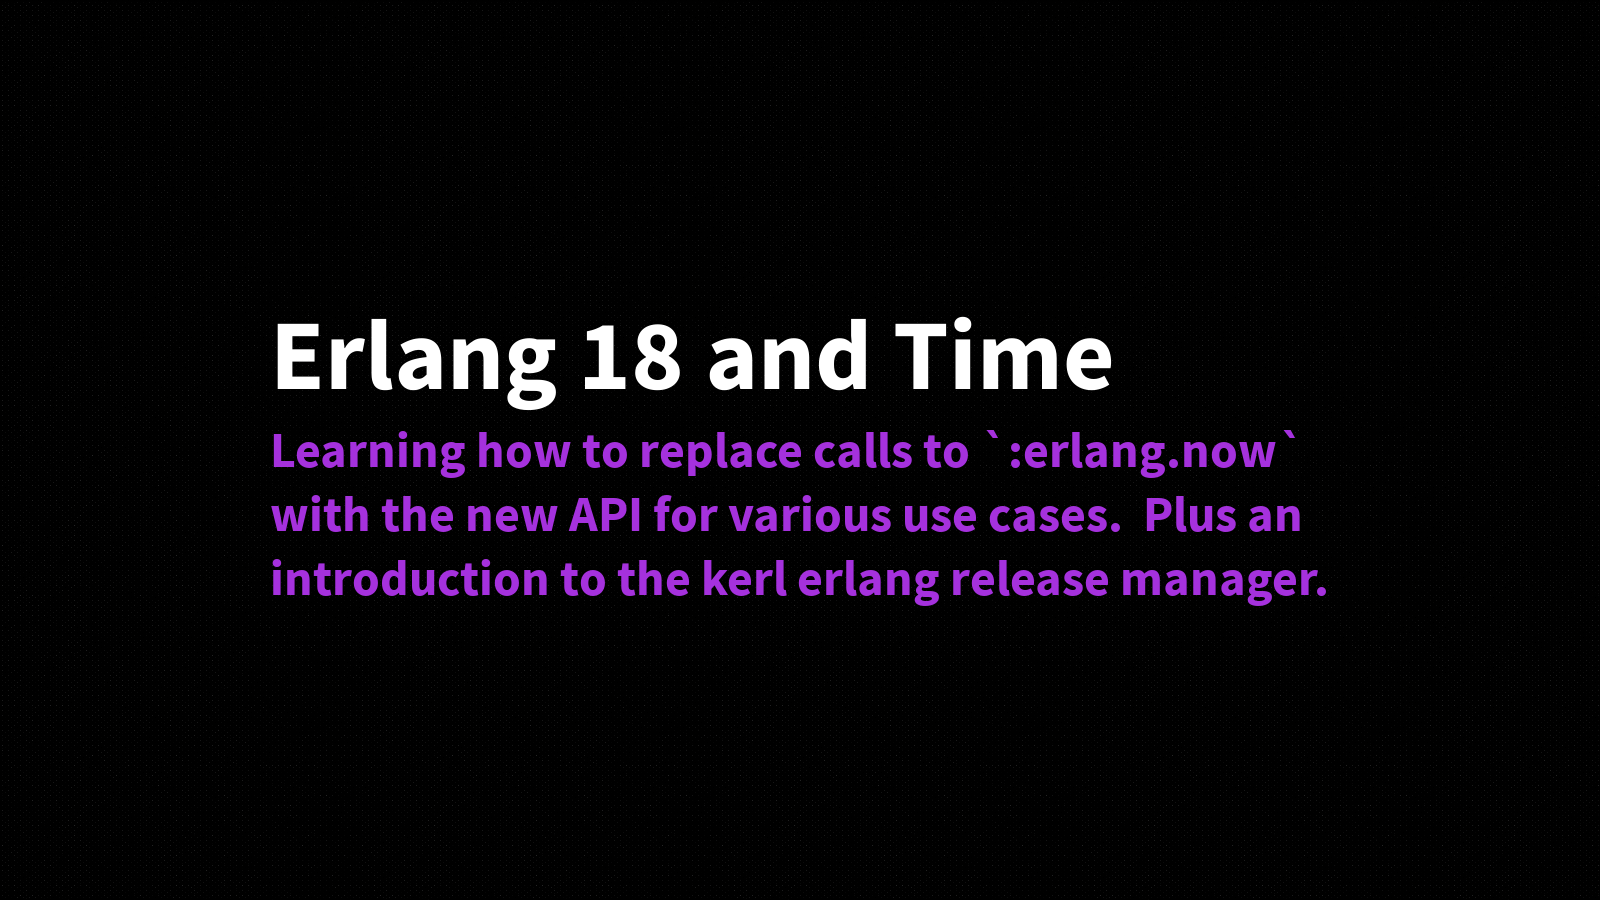 Erlang 18 and Time
Learning how to replace calls to `:erlang.now`
with the new API for various use cases.  Plus an
introduction to the kerl erlang release manager.